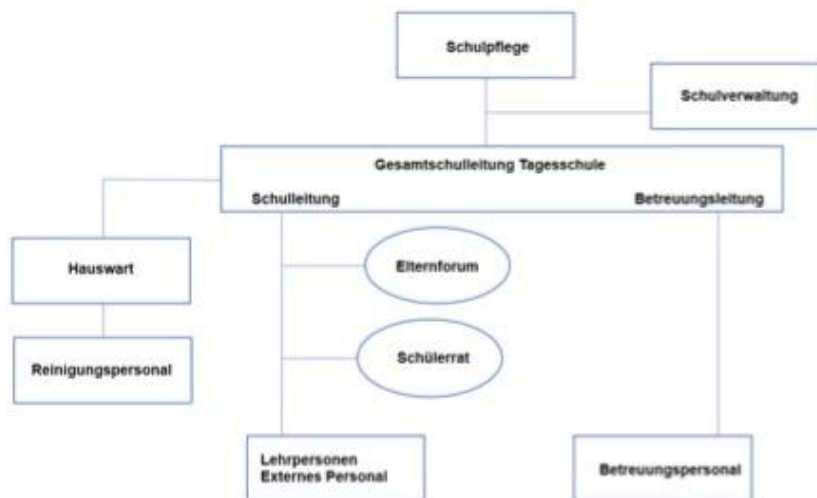 Schulpflege
Schulverwaltung
Gesamtschulleitung Tagesschule
Schulleitung
Betreuungsleitung
Hauswart
Elternforum
Reinigungspersonal
Schülerrat
Lehrpersonen
Externes Personal
Betreuungspersonal